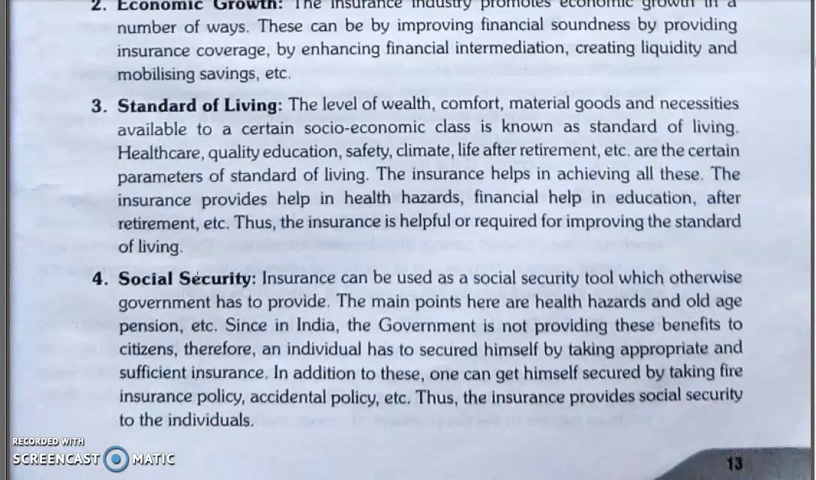 2. Economic Growth: The insurance industry promotes economic growth in a
number of ways. These can be by improving financial soundness by providing
insurance coverage, by enhancing financial intermediation, creating liquidity and
mobilising savings, etc.
3. Standard of Living: The level of wealth, comfort, material goods and necessities
available to a certain socio-economic class is known as standard of living.
Healthcare, quality education, safety, climate, life after retirement, etc. are the certain
parameters of standard of living. The insurance helps in achieving all these. The
insurance provides help in health hazards, financial help in education, after
retirement, etc. Thus, the insurance is helpful or required for improving the standard
of living.
4. Social Security: Insurance can be used as a social security tool which otherwise
government has to provide. The main points here are health hazards and old age
pension, etc. Since in India, the Government is not providing these benefits to
citizens, therefore, an individual has to secured himself by taking appropriate and
sufficient insurance. In addition to these, one can get himself secured by taking fire
insurance policy, accidental policy, etc. Thus, the insurance provides social security
to the individuals.
RECORDED WITH
SCREENCAST MATIC
13